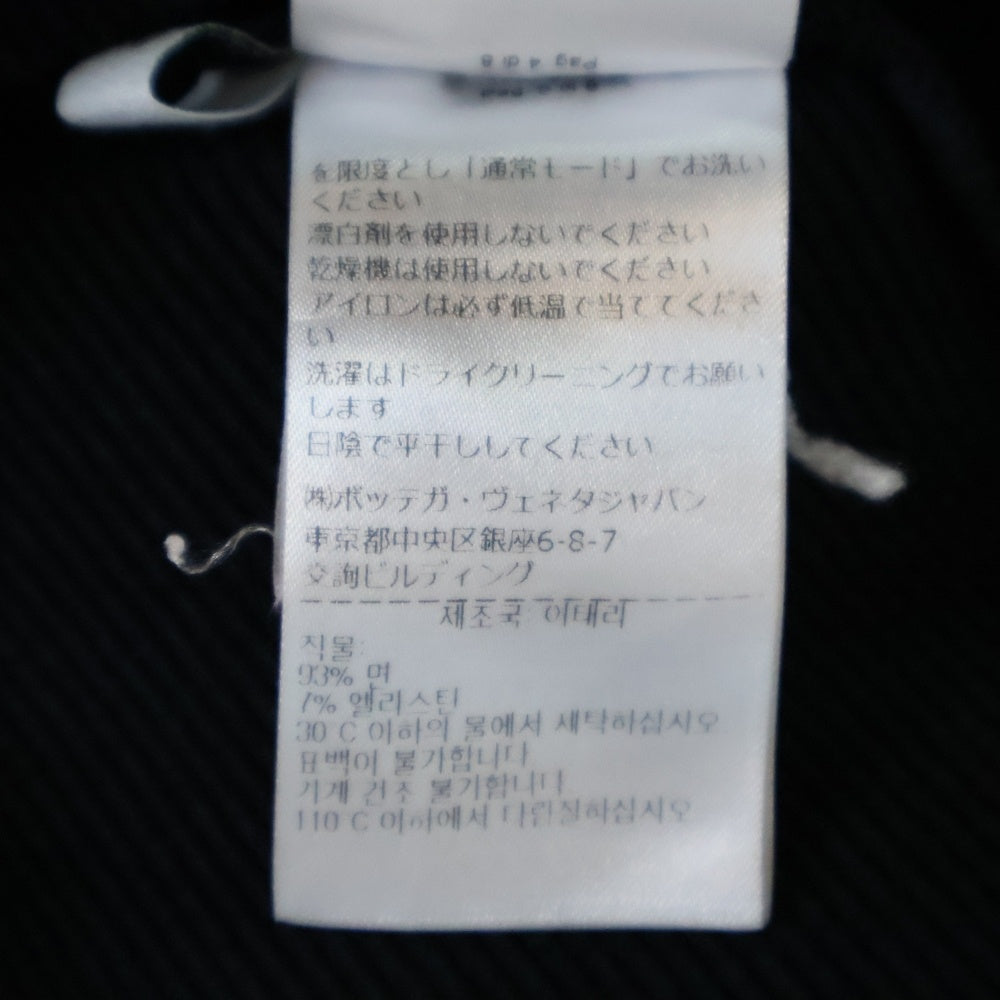 Pag 4 di 8
を限度とし「通常モード」でお洗い
ください
漂白剤を使用しないでください
乾燥機は使用しないでください
アイロンは必ず低温で当ててくださ
い
洗濯はドライクリーニングでお願い
します
日陰で平干ししてください
㈱ボッテガ・ヴェネタジャパン
東京都中央区銀座6-8-7
交詢ビルディング
제조국: 이태리
직물:
93% 면
7% 엘리스틴
30 C 이하의 물에서 세탁하십시오
표백이 불가합니다
기계 건조 불가합니다
110 C 이하에서 다림질하십시오